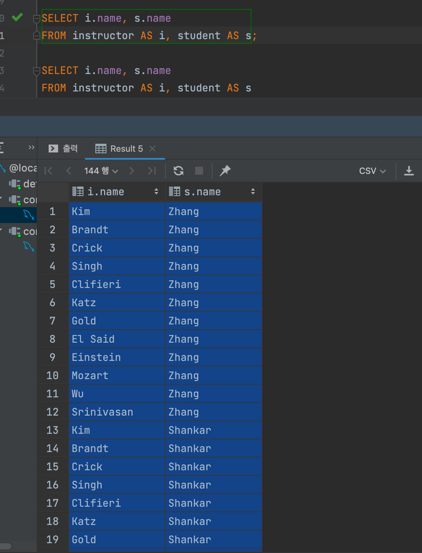 0 SELECT i.name, s.name
1 FROM instructor AS i, student AS s;
3 SELECT i.name, s.name
4 FROM instructor AS i, student AS s
출력 Result 5
@loca
144 행 CSV
i.name s.name
1 Kim Zhang
2 Brandt Zhang
3 Crick Zhang
4 Singh Zhang
5 Clifieri Zhang
6 Katz Zhang
7 Gold Zhang
8 El Said Zhang
9 Einstein Zhang
10 Mozart Zhang
11 Wu Zhang
12 Srinivasan Zhang
13 Kim Shankar
14 Brandt Shankar
15 Crick Shankar
16 Singh Shankar
17 Clifieri Shankar
18 Katz Shankar
19 Gold Shankar